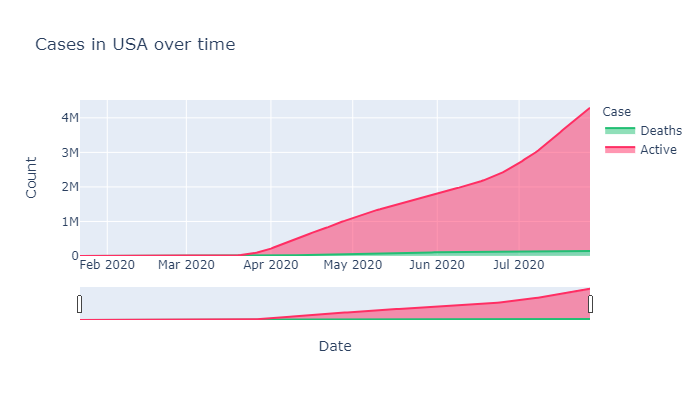 Cases in USA over time
Case
Deaths
Active
Count
4M
3M
2M
1M
0
Feb 2020 Mar 2020 Apr 2020 May 2020 Jun 2020 Jul 2020
Date